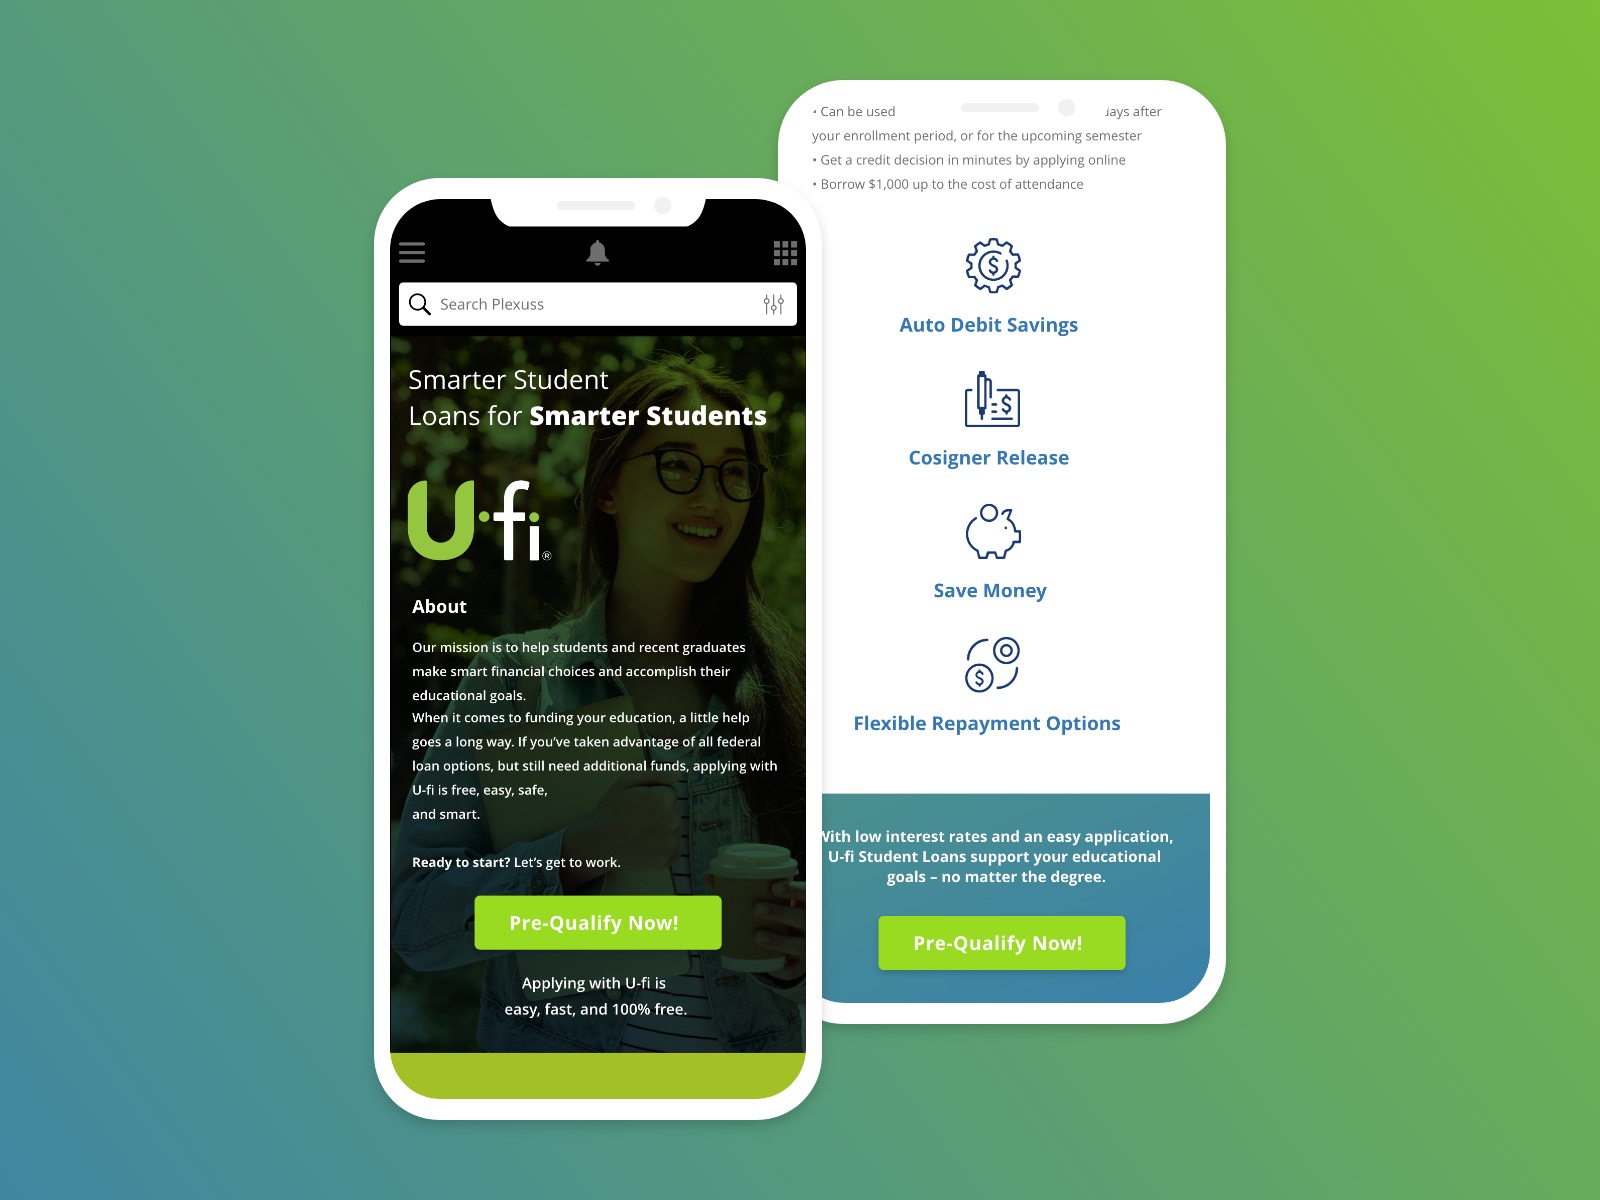 Search Plexuss
Smarter Student
Loans for Smarter Students
U·fi®
About
Our mission is to help students and recent graduates
make smart financial choices and accomplish their
educational goals.
When it comes to funding your education, a little help
goes a long way. If you’ve taken advantage of all federal
loan options, but still need additional funds, applying with
U-fi is free, easy, safe,
and smart.
Ready to start? Let’s get to work.
Pre-Qualify Now!
Applying with U-fi is
easy, fast, and 100% free.
• Can be used after
your enrollment period, or for the upcoming semester
• Get a credit decision in minutes by applying online
• Borrow $1,000 up to the cost of attendance
Auto Debit Savings
Cosigner Release
Save Money
Flexible Repayment Options
With low interest rates and an easy application,
U-fi Student Loans support your educational
goals – no matter the degree.
Pre-Qualify Now!